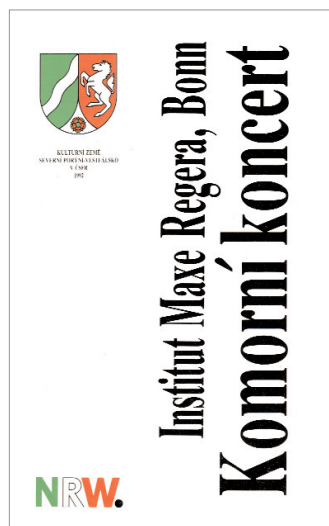 KULTURNÍ ZEMĚ
SEVERNÍ PORÝNÍ-VESTFÁLSKO
V ČSFR
1992
Institut Maxe Regera, Bonn
Komorní koncert
NRW.